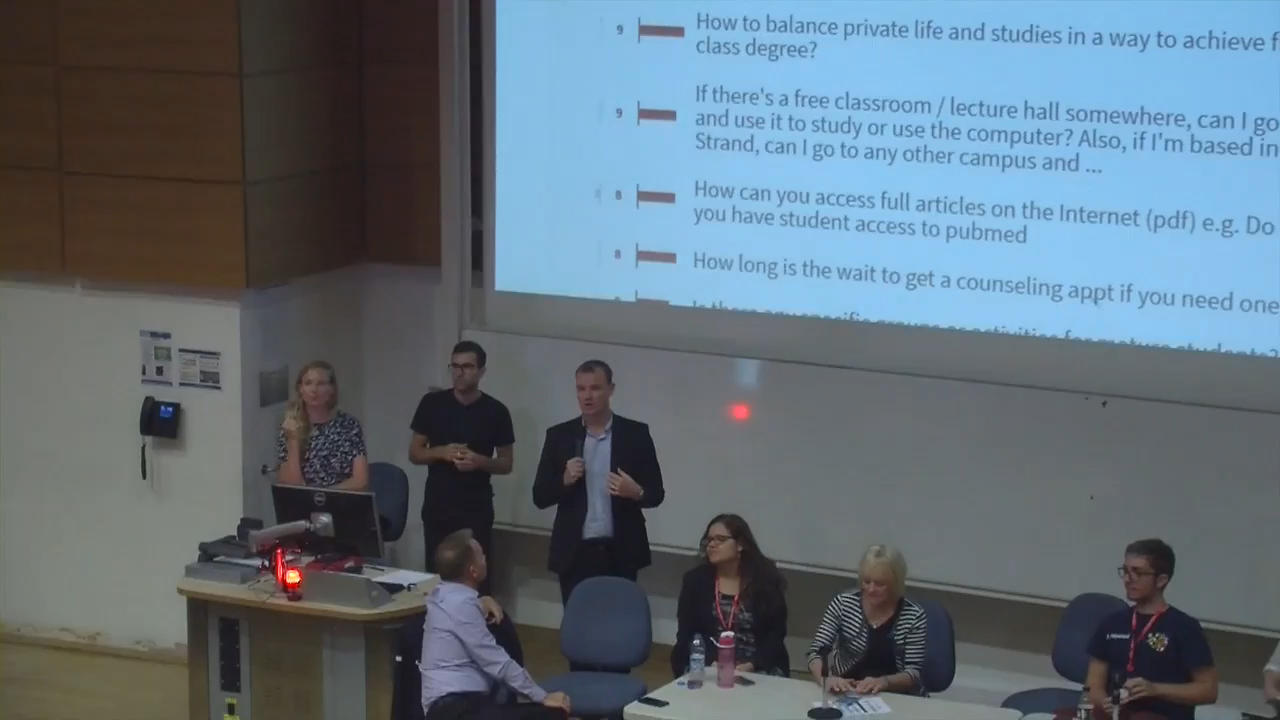 9 How to balance private life and studies in a way to achieve f
class degree?
9 If there's a free classroom / lecture hall somewhere, can I go
and use it to study or use the computer? Also, if I'm based in
Strand, can I go to any other campus and ...
8 How can you access full articles on the Internet (pdf) e.g. Do
you have student access to pubmed
8 How long is the wait to get a counseling appt if you need one
DELL